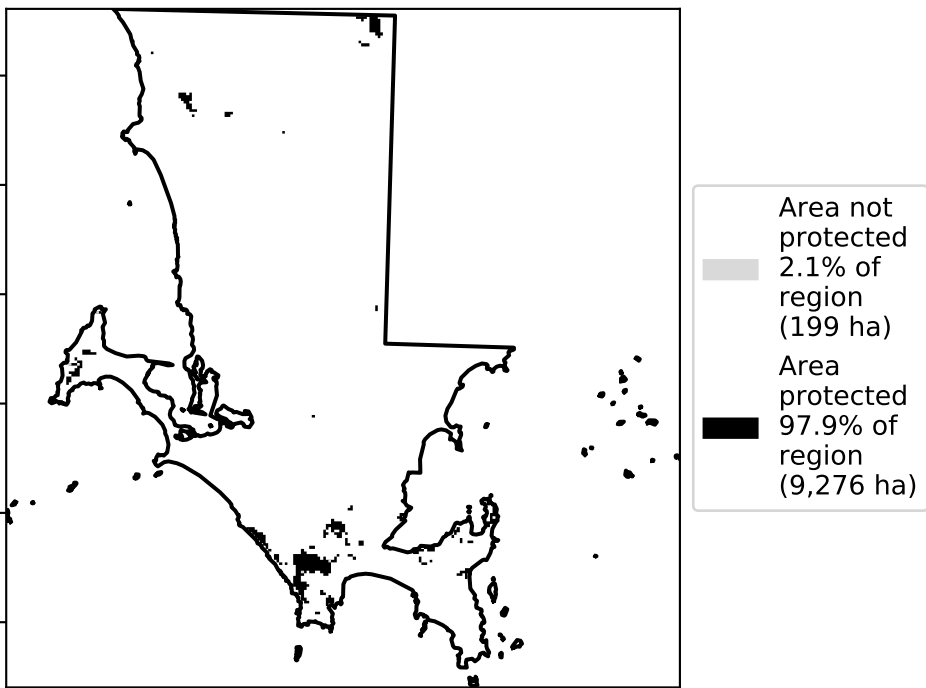 Area not
protected
2.1% of
region
(199 ha)
Area
protected
97.9% of
region
(9,276 ha)